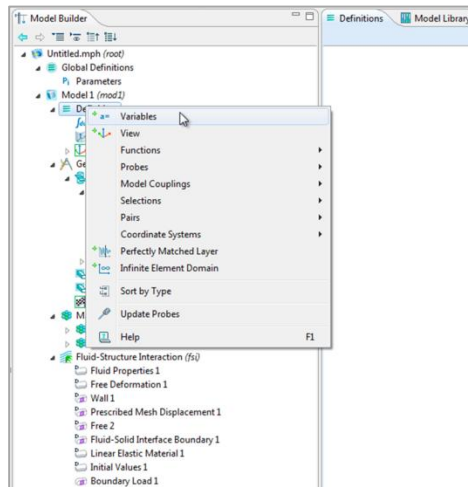 Model Builder
Definitions
Model Library
Untitled.mph (root)
Global Definitions
Pi Parameters
Model 1 (mod1)
a= Variables
View
Functions
Probes
Model Couplings
Selections
Pairs
Coordinate Systems
Perfectly Matched Layer
Infinite Element Domain
Sort by Type
Update Probes
Help F1
Fluid-Structure Interaction (fsi)
Fluid Properties 1
Free Deformation 1
Wall 1
Prescribed Mesh Displacement 1
Free 2
Fluid-Solid Interface Boundary 1
Linear Elastic Material 1
Initial Values 1
Boundary Load 1